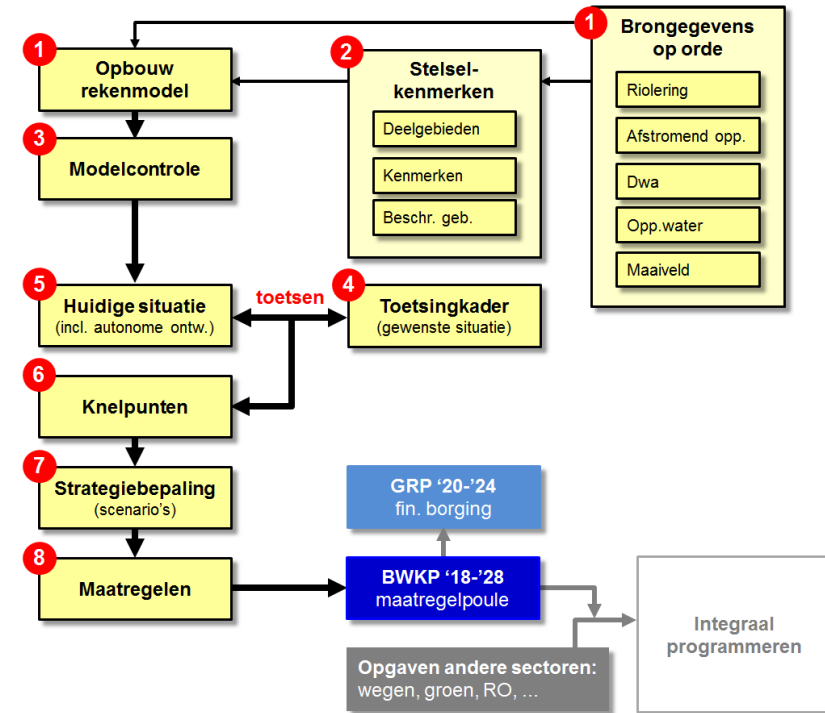 1
Opbouw
rekenmodel
2
Stelsel-
kenmerken
Deelgebieden
Kenmerken
Beschr. geb.
1
Brongegevens
op orde
Riolering
Afstromend opp.
Dwa
Opp.water
Maaiveld
3
Modelcontrole
5
Huidige situatie
(incl. autonome ontw.)
toetsen
4
Toetsingkader
(gewenste situatie)
6
Knelpunten
7
Strategiebepaling
(scenario's)
8
Maatregelen
GRP ‘20-’24
fin. borging
BWKP ‘18-’28
maatregelpoule
Opgaven andere sectoren:
wegen, groen, RO, ...
Integraal
programmeren